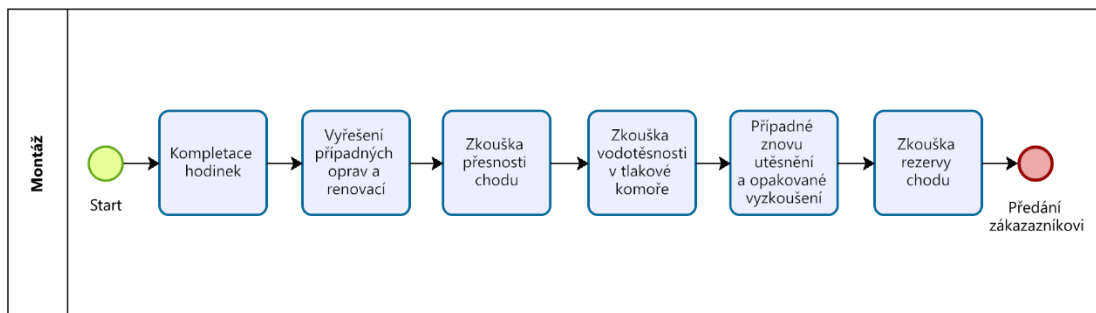 Montáž
Start
Kompletace
hodinek
Vyřešení
případných
oprav a
renovací
Zkouška
přesnosti
chodu
Zkouška
vodotěsnosti
v tlakové
komoře
Případné
znovu
utěsnění
a opakované
vyzkoušení
Zkouška
rezervy
chodu
Předání
zákazazníkovi